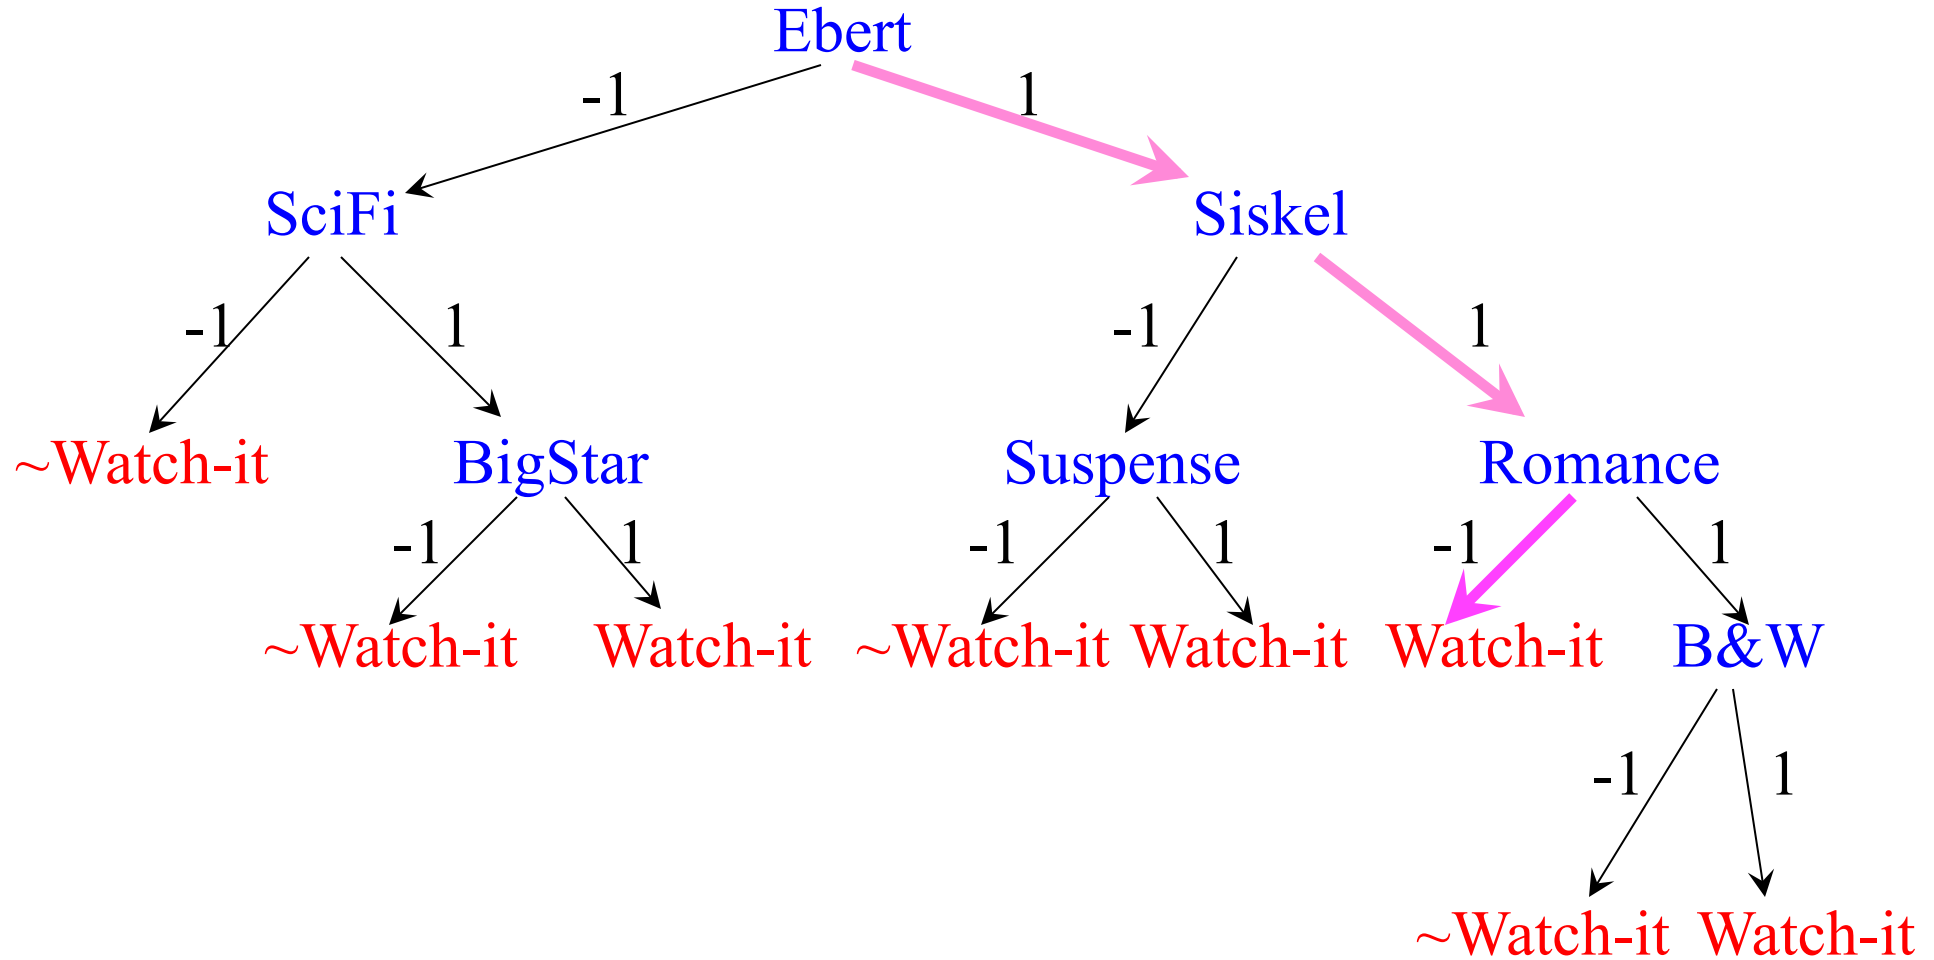 Ebert
-1 1
SciFi Siskel
-1 1 -1 1
~Watch-it BigStar Suspense Romance
-1 1 -1 1 -1 1
~Watch-it Watch-it ~Watch-it Watch-it Watch-it B&W
-1 1
~Watch-it Watch-it